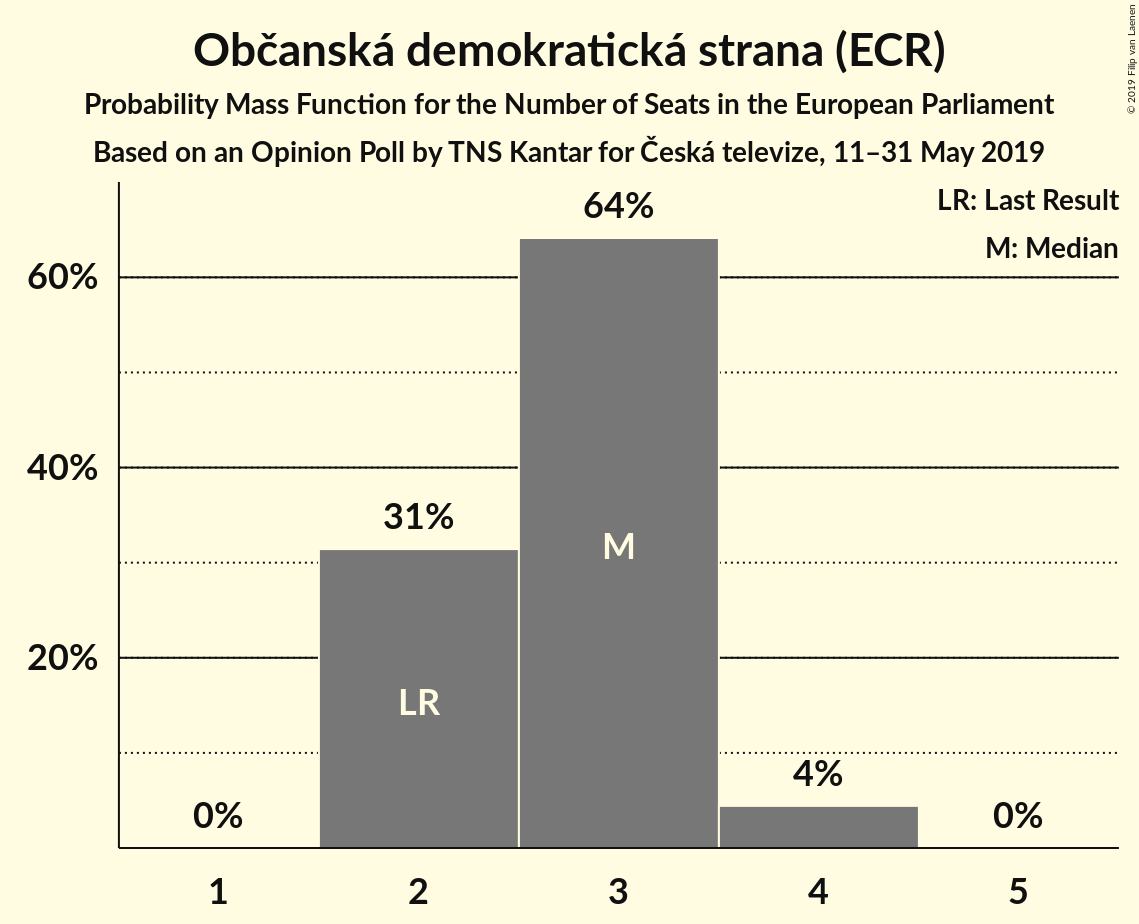 Občanská demokratická strana (ECR)
Probability Mass Function for the Number of Seats in the European Parliament
Based on an Opinion Poll by TNS Kantar for Česká televize, 11–31 May 2019
© 2019 Filip van Laenen
LR: Last Result
M: Median
64%
60%
40%
31%
M
20%
LR
4%
0%
0%
1
2
3
4
5